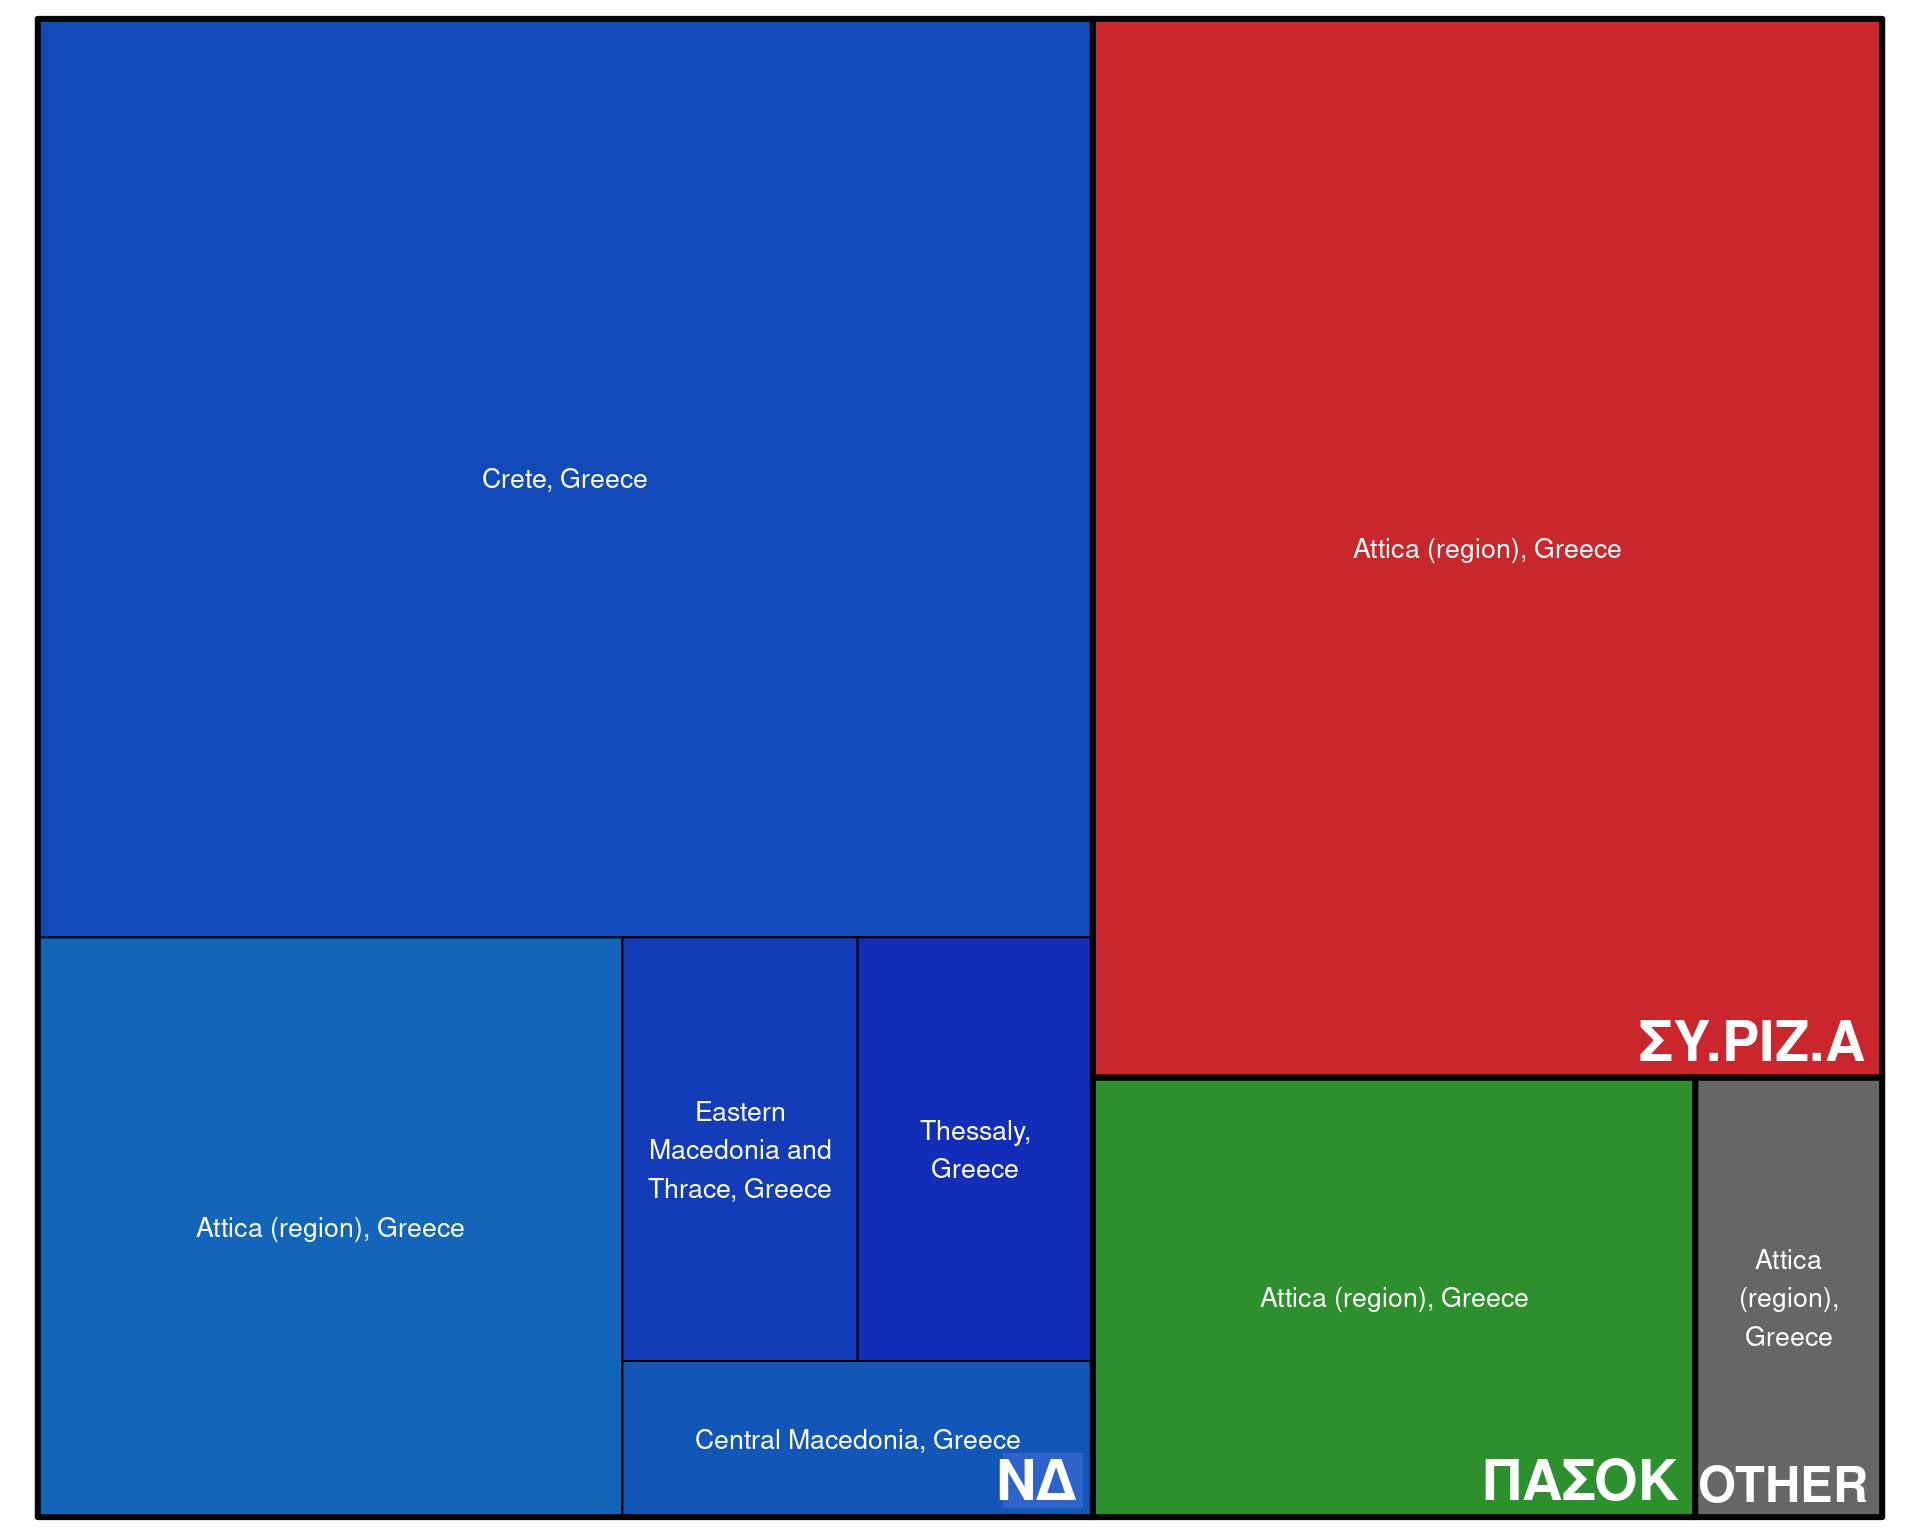 Crete, Greece
Attica (region), Greece
ΣΥ.ΡΙΖ.Α
Attica (region), Greece
Eastern
Macedonia and
Thrace, Greece
Thessaly,
Greece
Central Macedonia, Greece
ΝΔ
Attica (region), Greece
ΠΑΣΟΚ
Attica
(region),
Greece
OTHER